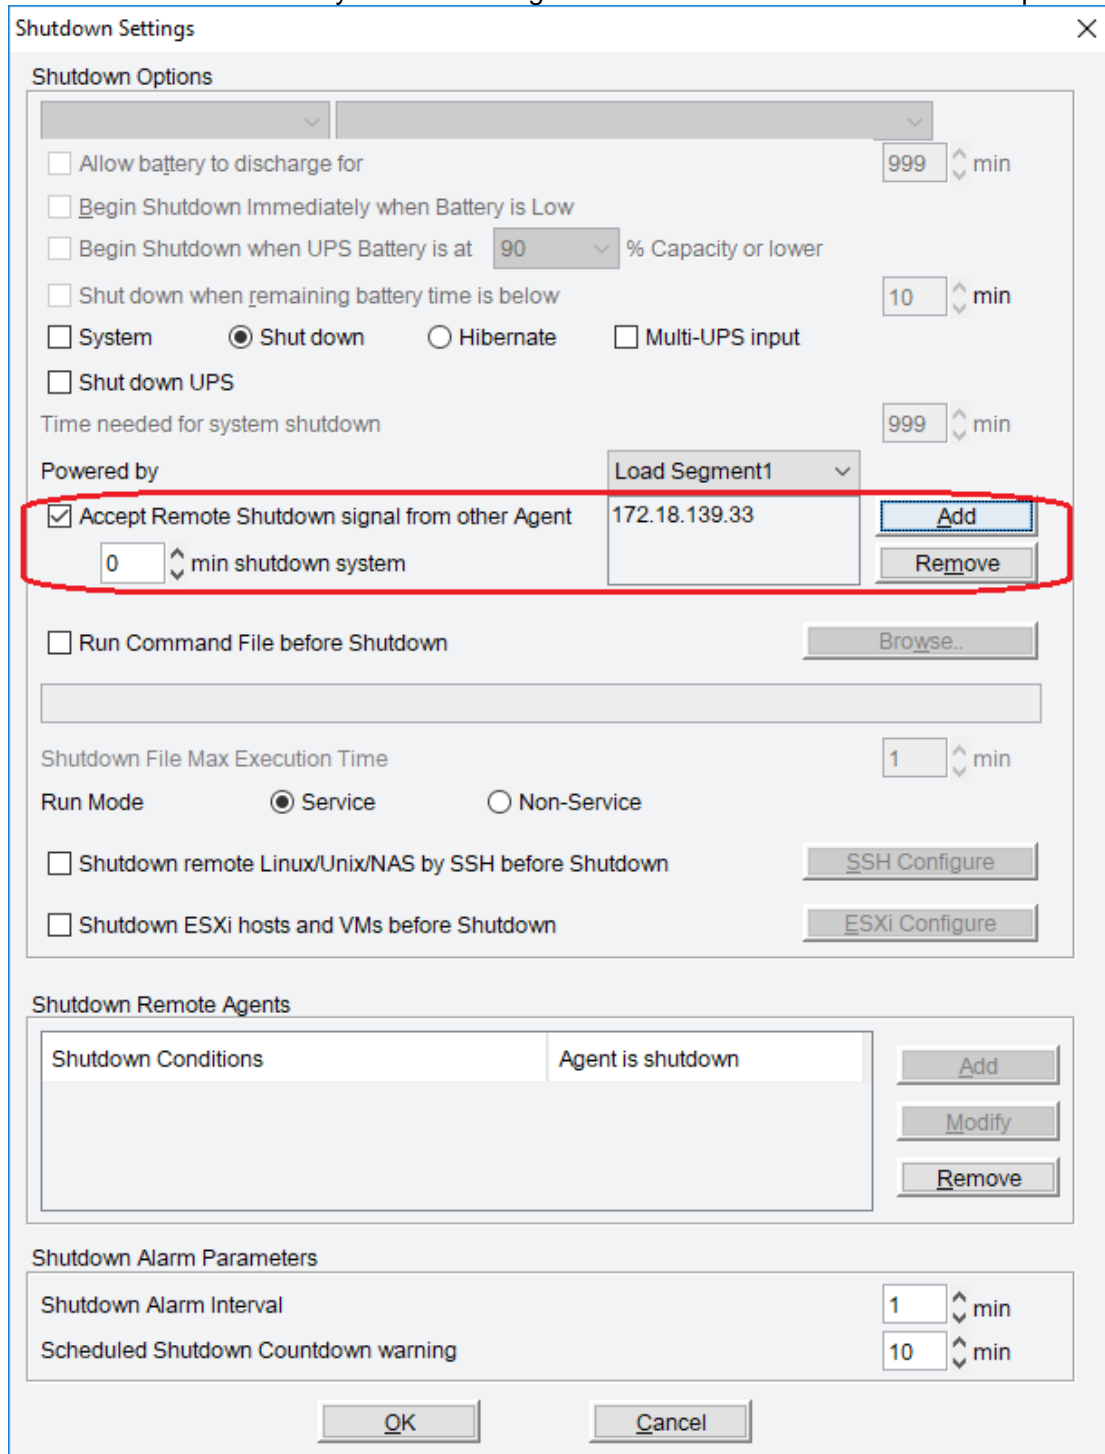 Shutdown Settings
Shutdown Options
Allow battery to discharge for 999 min
Begin Shutdown Immediately when Battery is Low
Begin Shutdown when UPS Battery is at 90 % Capacity or lower
Shut down when remaining battery time is below 10 min
System Shut down Hibernate Multi-UPS input
Shut down UPS
Time needed for system shutdown 999 min
Powered by Load Segment1
Accept Remote Shutdown signal from other Agent 172.18.139.33 Add
0 min shutdown system Remove
Run Command File before Shutdown Browse..
Shutdown File Max Execution Time 1 min
Run Mode Service Non-Service
Shutdown remote Linux/Unix/NAS by SSH before Shutdown SSH Configure
Shutdown ESXi hosts and VMs before Shutdown ESXi Configure
Shutdown Remote Agents
Shutdown Conditions Agent is shutdown Add
Modify
Remove
Shutdown Alarm Parameters
Shutdown Alarm Interval 1 min
Scheduled Shutdown Countdown warning 10 min
OK Cancel